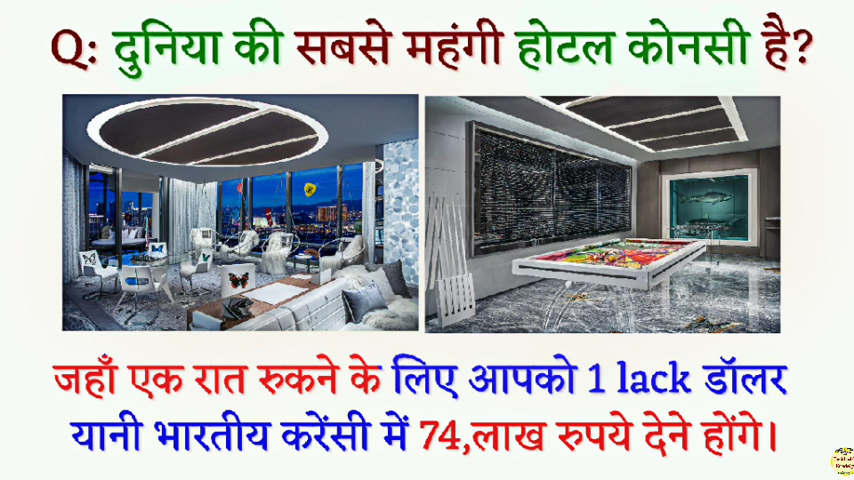 Q: दुनिया की सबसे महंगी होटल कोनसी है?
जहाँ एक रात रुकने के लिए आपको 1 lack डॉलर
यानी भारतीय करेंसी में 74,लाख रुपये देने होंगे।